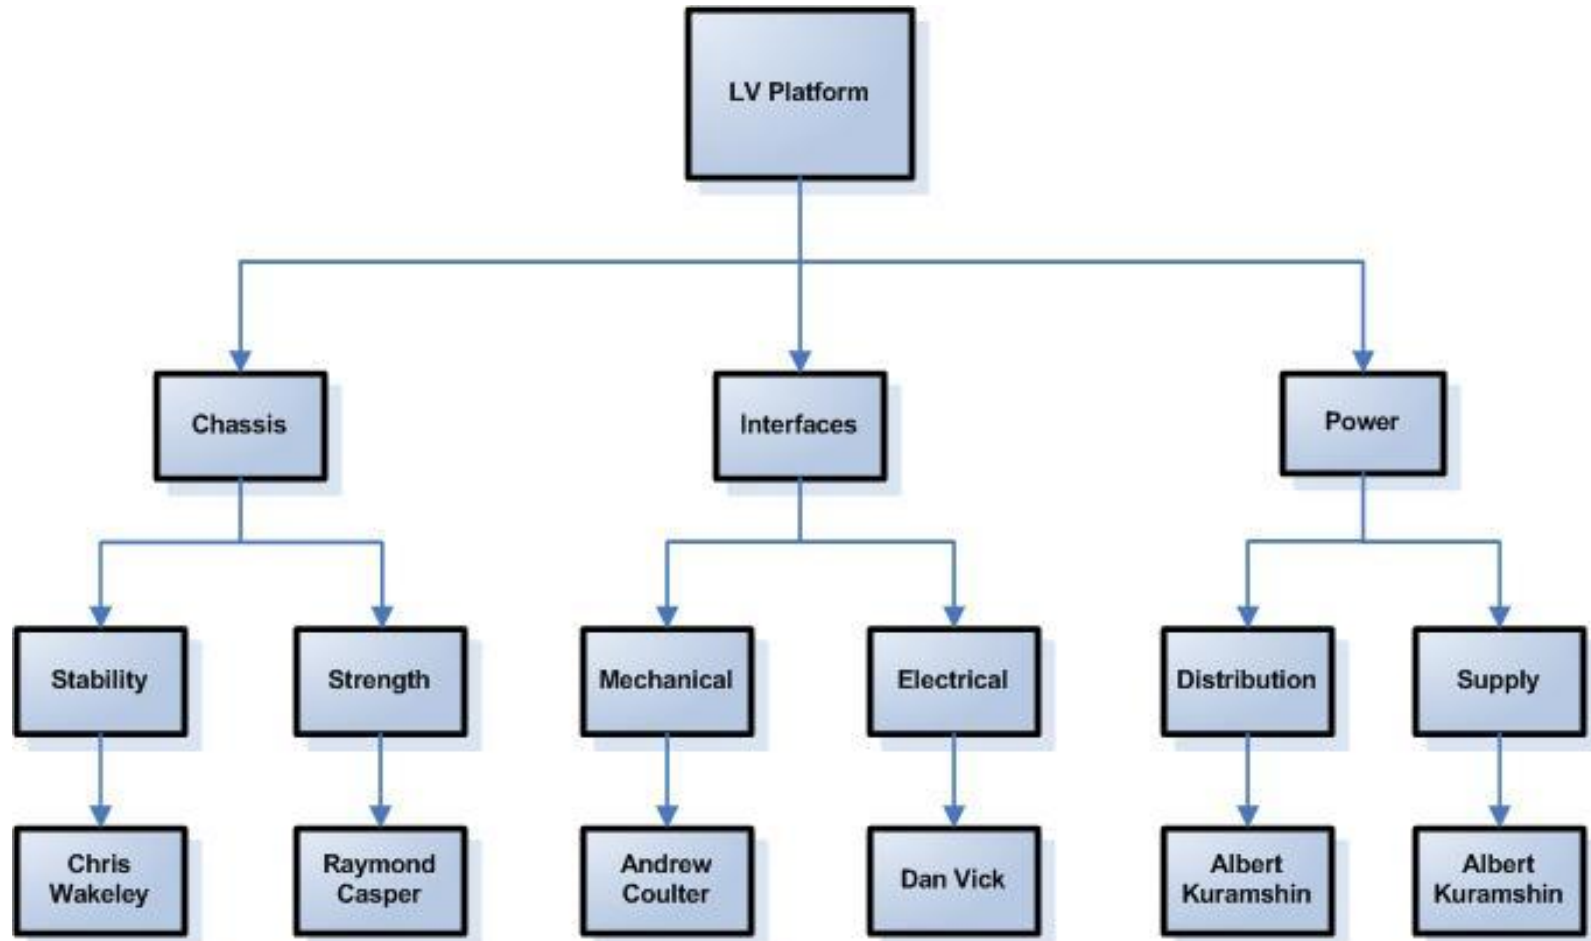 LV Platform
Chassis
Interfaces
Power
Stability
Strength
Mechanical
Electrical
Distribution
Supply
Chris
Wakeley
Raymond
Casper
Andrew
Coulter
Dan Vick
Albert
Kuramshin
Albert
Kuramshin